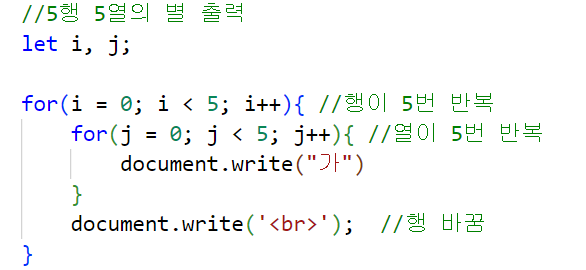 //5행 5열의 별 출력
let i, j;
for(i = 0; i < 5; i++){ //행이 5번 반복
for(j = 0; j < 5; j++){ //열이 5번 반복
document.write("가")
}
document.write('<br>'); //행 바꿈
}